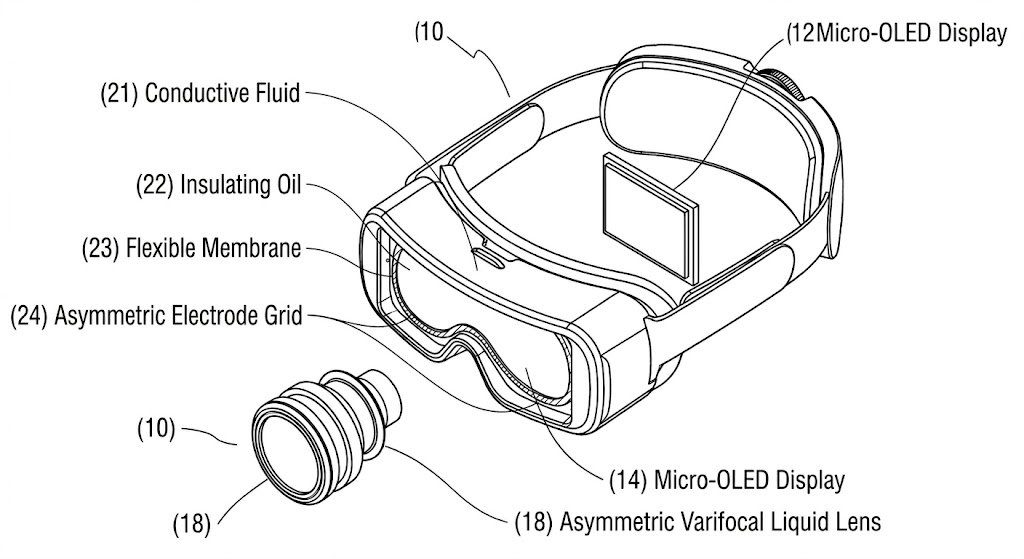 (10
(12Micro-OLED Display
(21) Conductive Fluid
(22) Insulating Oil
(23) Flexible Membrane
(24) Asymmetric Electrode Grid
(10)
(14) Micro-OLED Display
(18)
(18) Asymmetric Varifocal Liquid Lens